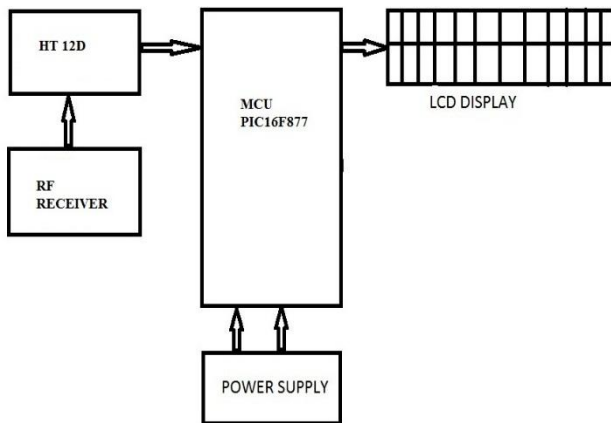 HT 12D
MCU
PIC16F877
LCD DISPLAY
RF
RECEIVER
POWER SUPPLY